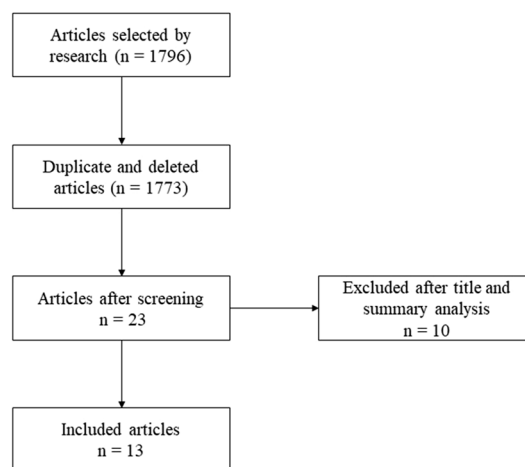 Articles selected by
research (n = 1796)
Duplicate and deleted
articles (n = 1773)
Articles after screening
n = 23
Excluded after title and
summary analysis
n = 10
Included articles
n = 13